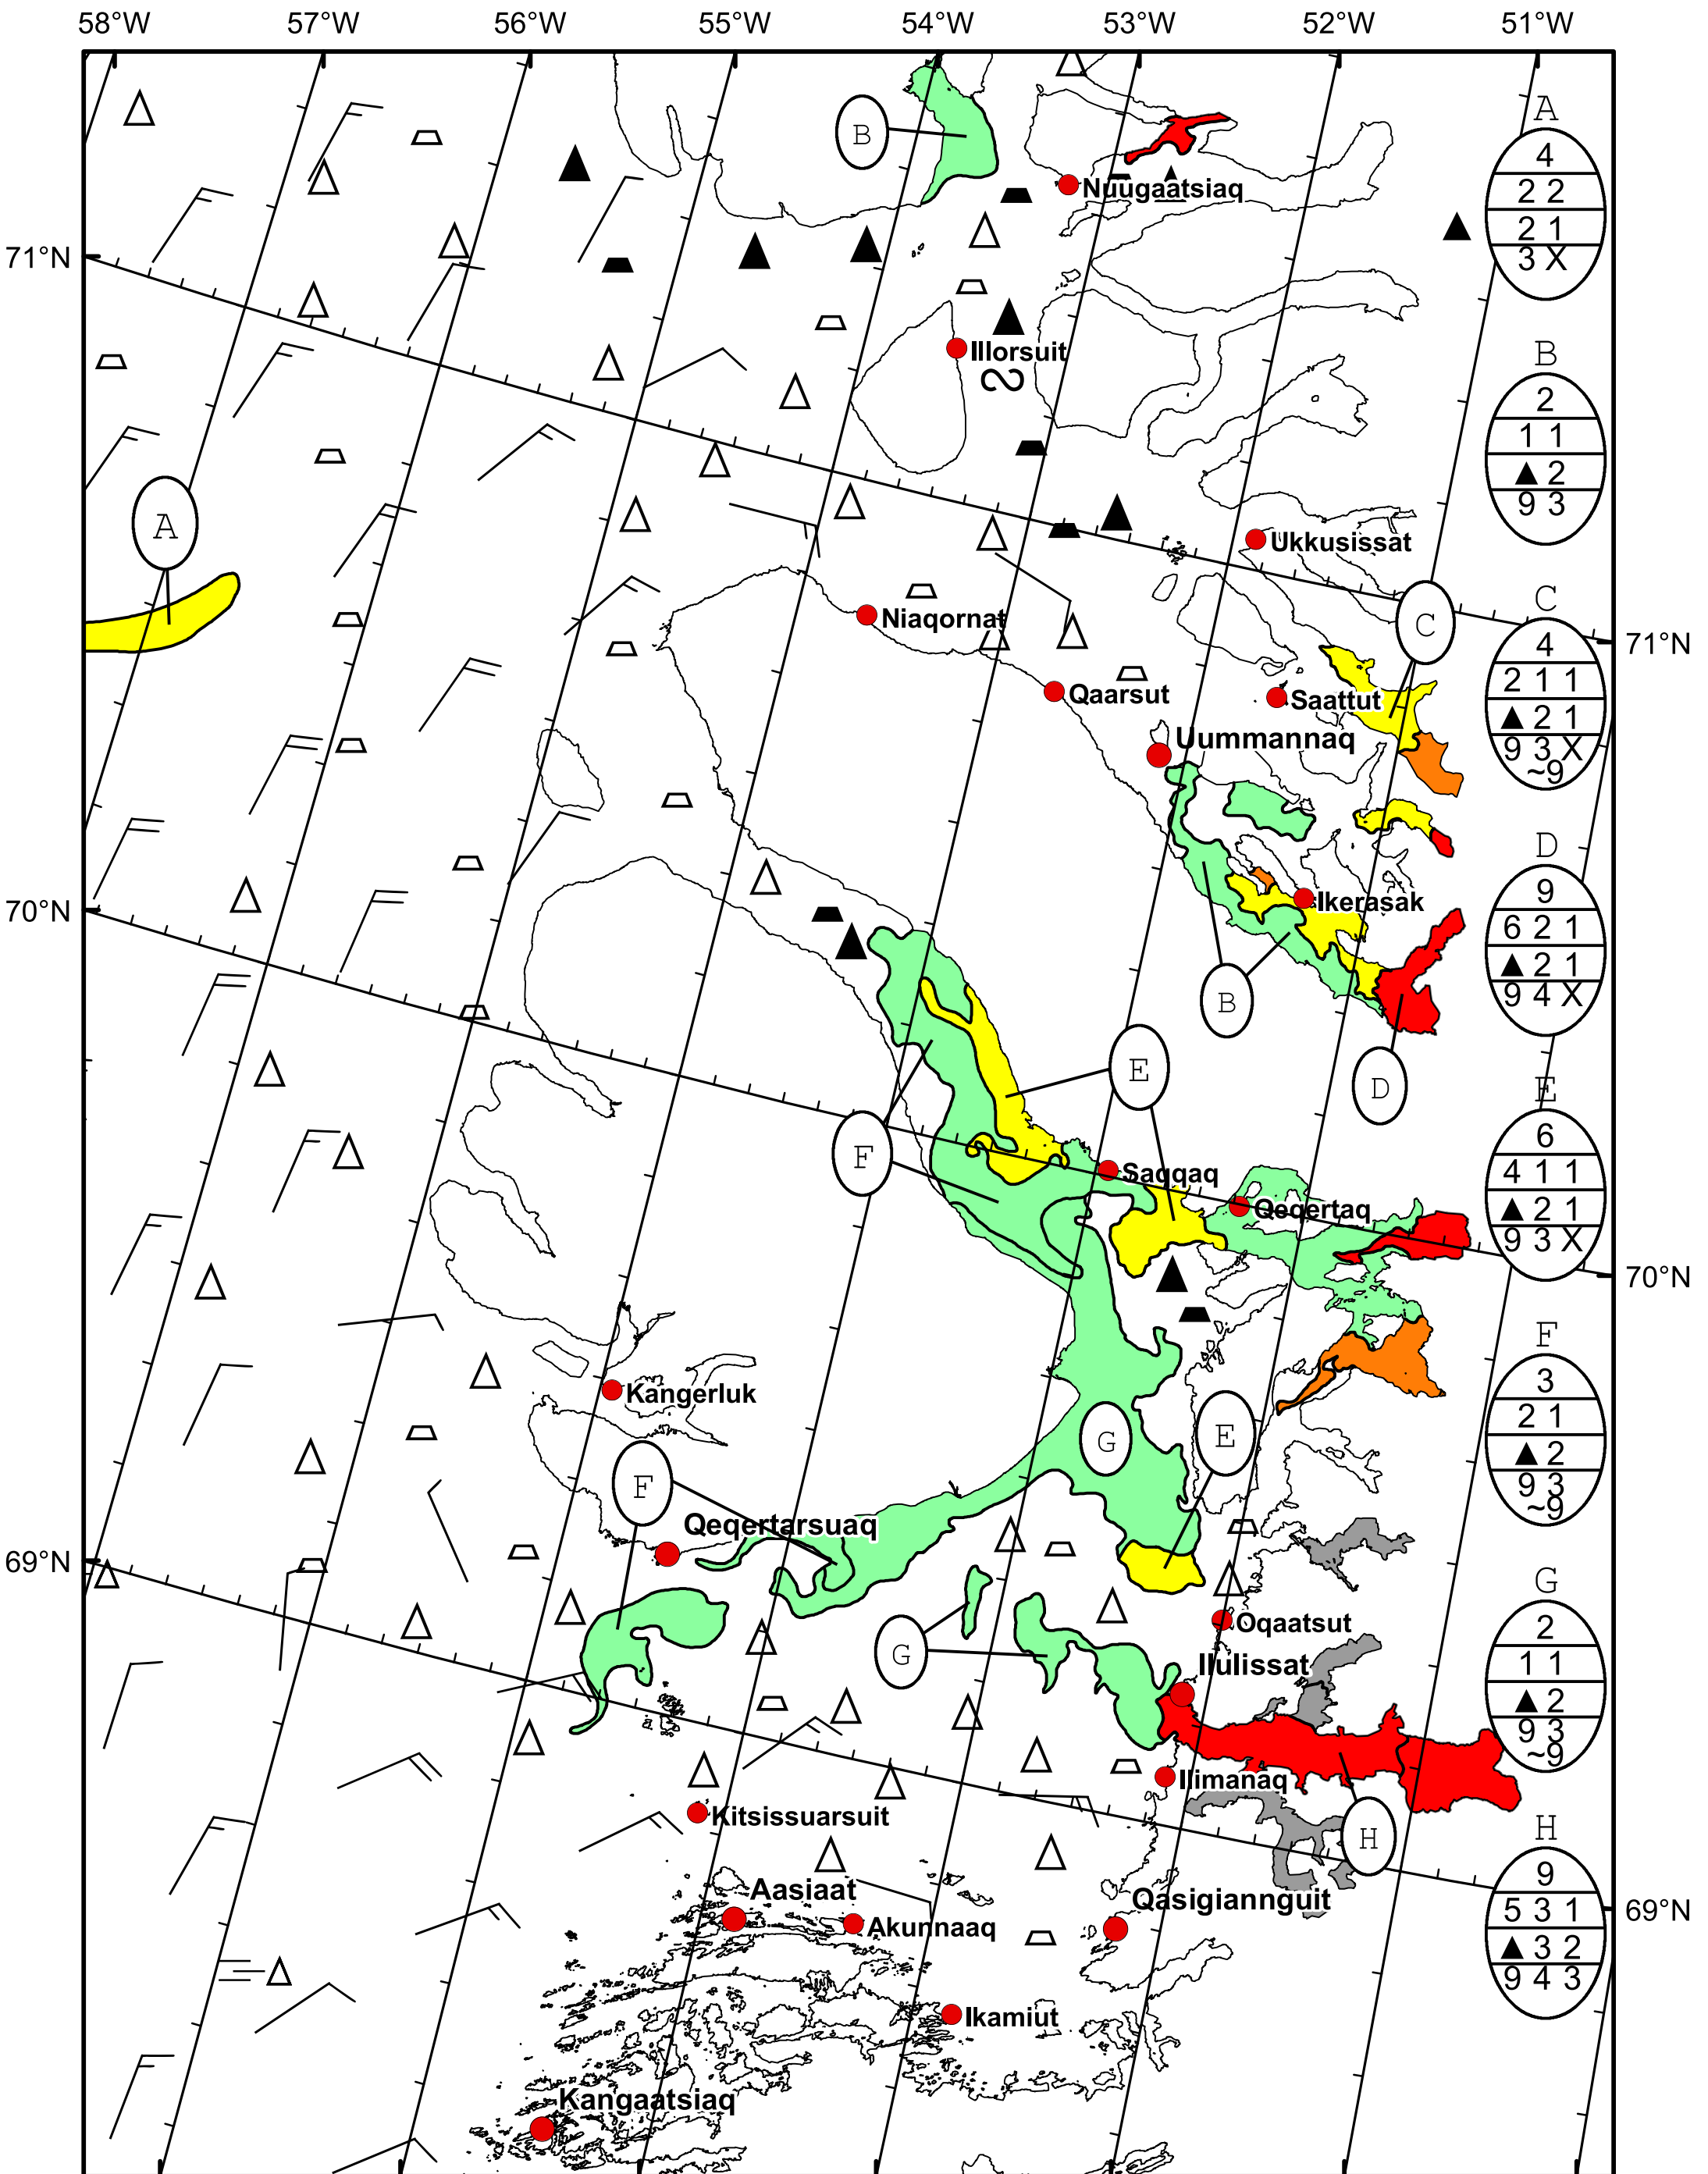 58°W 57°W 56°W 55°W 54°W 53°W 52°W 51°W
A
4
2 2
2 1
3 X
B
Nuugaatsiaq
71°N
B
2
1 1
▲ 2
9 3
Illorsuit
A
Ukkusissat
C
4
2 1 1
▲ 2 1
9 3 X
~9
Niaqornat
C
71°N
Qaarsut
Saattut
Uummannaq
D
9
6 2 1
▲ 2 1
9 4 X
70°N
Ikerasak
B
E
D
E
6
4 1 1
▲ 2 1
9 3 X
F
Saqqaq
Qeqertaq
70°N
F
3
2 1
▲ 2
9 3
~9
Kangerluk
G
E
F
Qeqertarsuaq
69°N
G
2
1 1
▲ 2
9 3
~9
Oqaatsut
G
Ilulissat
Ilimanaq
Kitsissuarsuit
H
H
9
5 3 1
▲ 3 2
9 4 3
Aasiaat
Akunnaaq
Qasigiannguit
69°N
Ikamiut
Kangaatsiaq